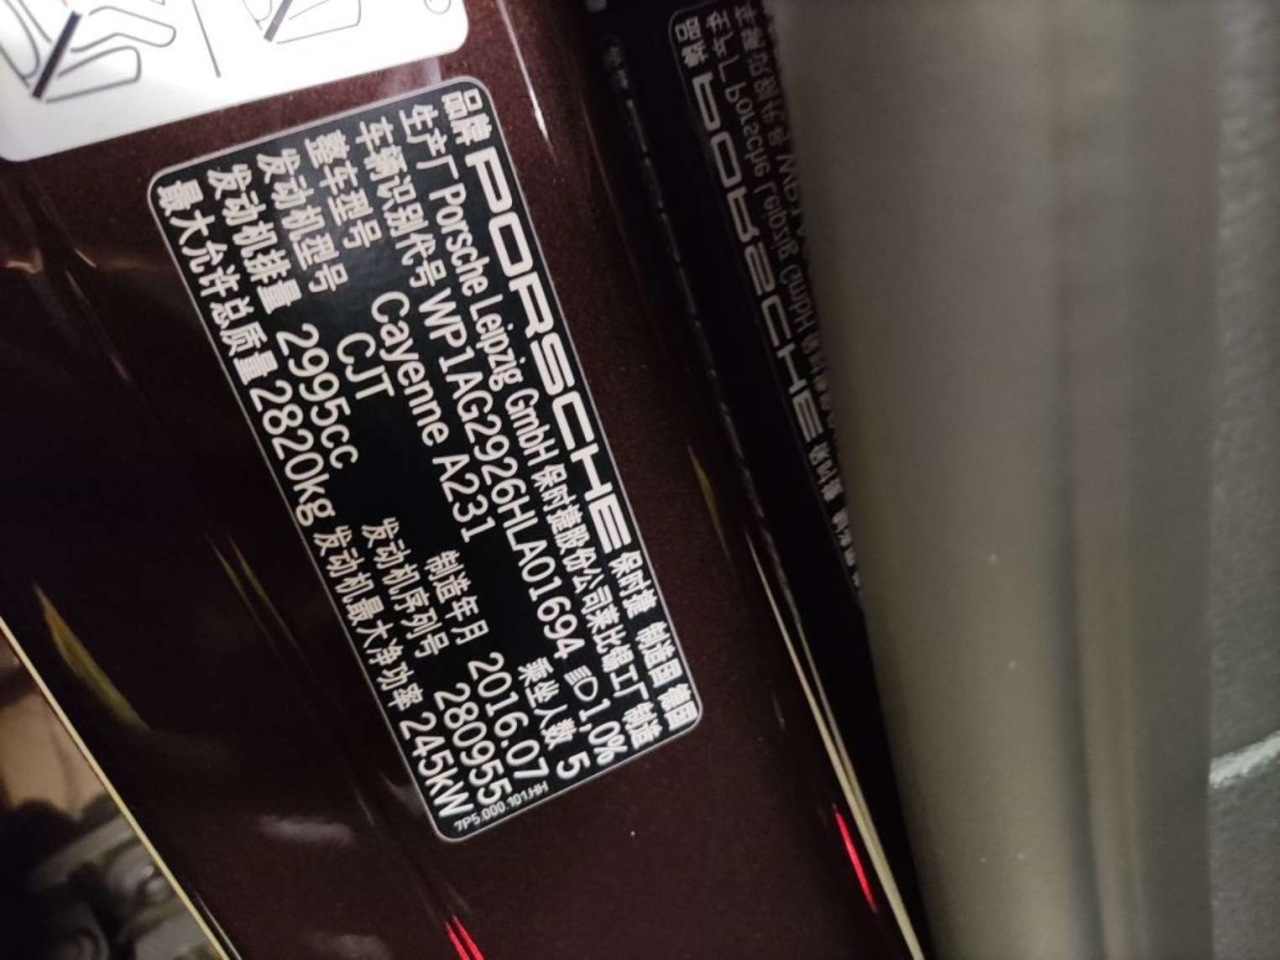 品牌 PORSCHE 保时捷 制造国 德国
生产厂 Porsche Leipzig GmbH 保时捷股份公司莱比锡工厂 制造
车辆识别代号 WP1AG2926HLA01694 1,0%
整车型号 Cayenne A231 乘坐人数 5
发动机型号 CJT 制造年月 2016.07
发动机排量 2995cc 发动机序列号 280955
最大允许总质量 2820kg 发动机最大净功率 245kW
7P5.000.101.HH